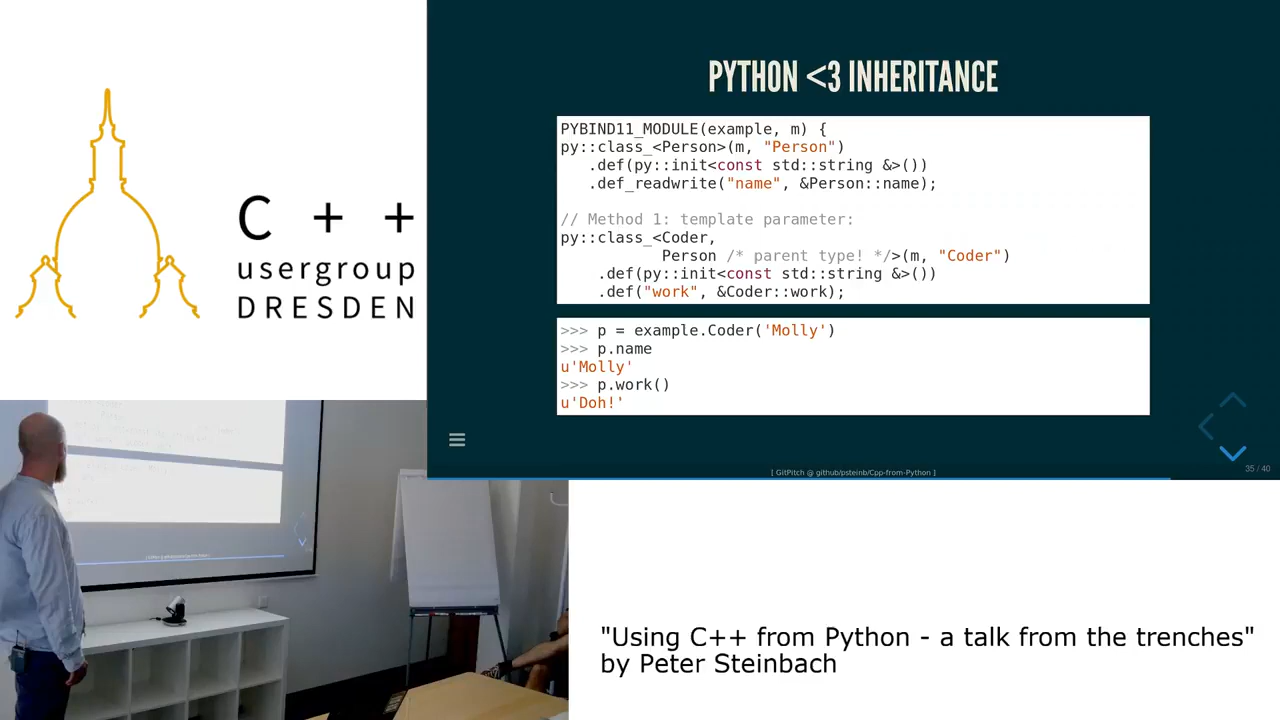 C + +
usergroup
DRESDEN
PYTHON <3 INHERITANCE
PYBIND11_MODULE(example, m) {
py::class_<Person>(m, "Person")
   .def(py::init<const std::string &>())
   .def_readwrite("name", &Person::name);
// Method 1: template parameter:
py::class_<Coder,
           Person /* parent type! */>(m, "Coder")
    .def(py::init<const std::string &>())
    .def("work", &Coder::work);
>>> p = example.Coder('Molly')
>>> p.name
u'Molly'
>>> p.work()
u'Doh!'
[ GitPitch @ github/psteinb/Cpp-from-Python ]
35 / 40
"Using C++ from Python - a talk from the trenches"
by Peter Steinbach